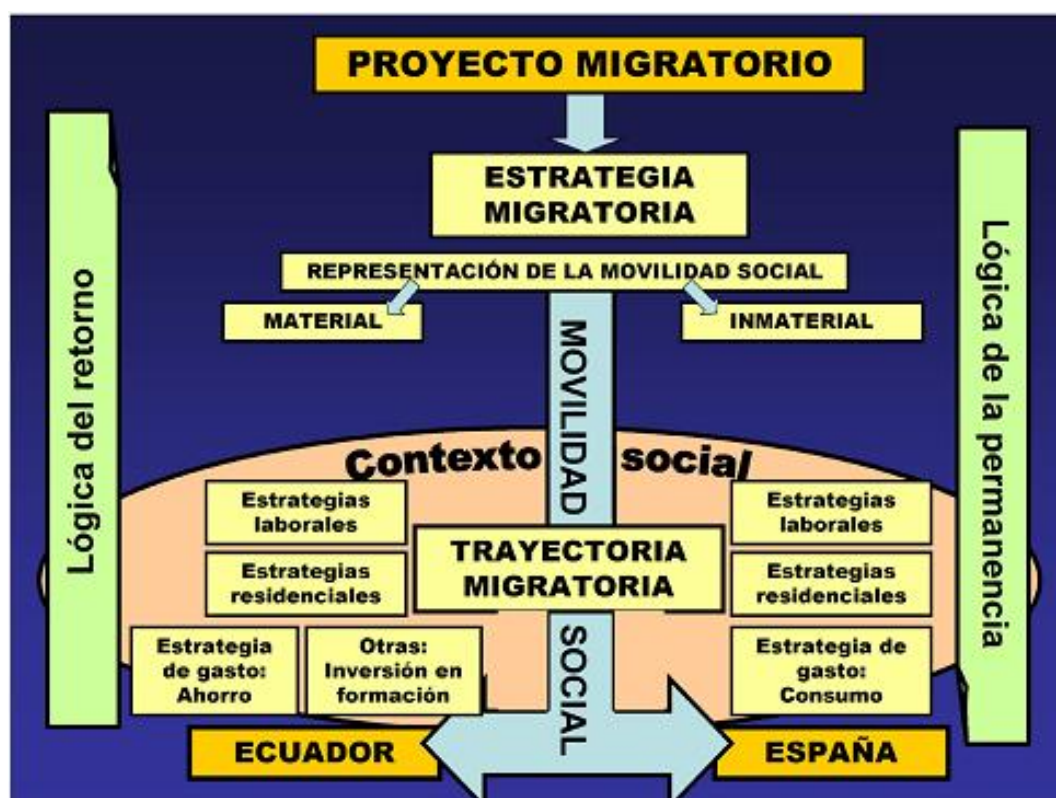 PROYECTO MIGRATORIO
ESTRATEGIA
MIGRATORIA
REPRESENTACIÓN DE LA MOVILIDAD SOCIAL
MATERIAL
INMATERIAL
Lógica del retorno
Lógica de la permanencia
MOVILIDAD
SOCIAL
Contexto social
Estrategias
laborales
Estrategias
residenciales
Estrategia
de gasto:
Ahorro
Otras:
Inversión en
formación
TRAYECTORIA
MIGRATORIA
Estrategias
laborales
Estrategias
residenciales
Estrategia de
gasto:
Consumo
ECUADOR
ESPAÑA